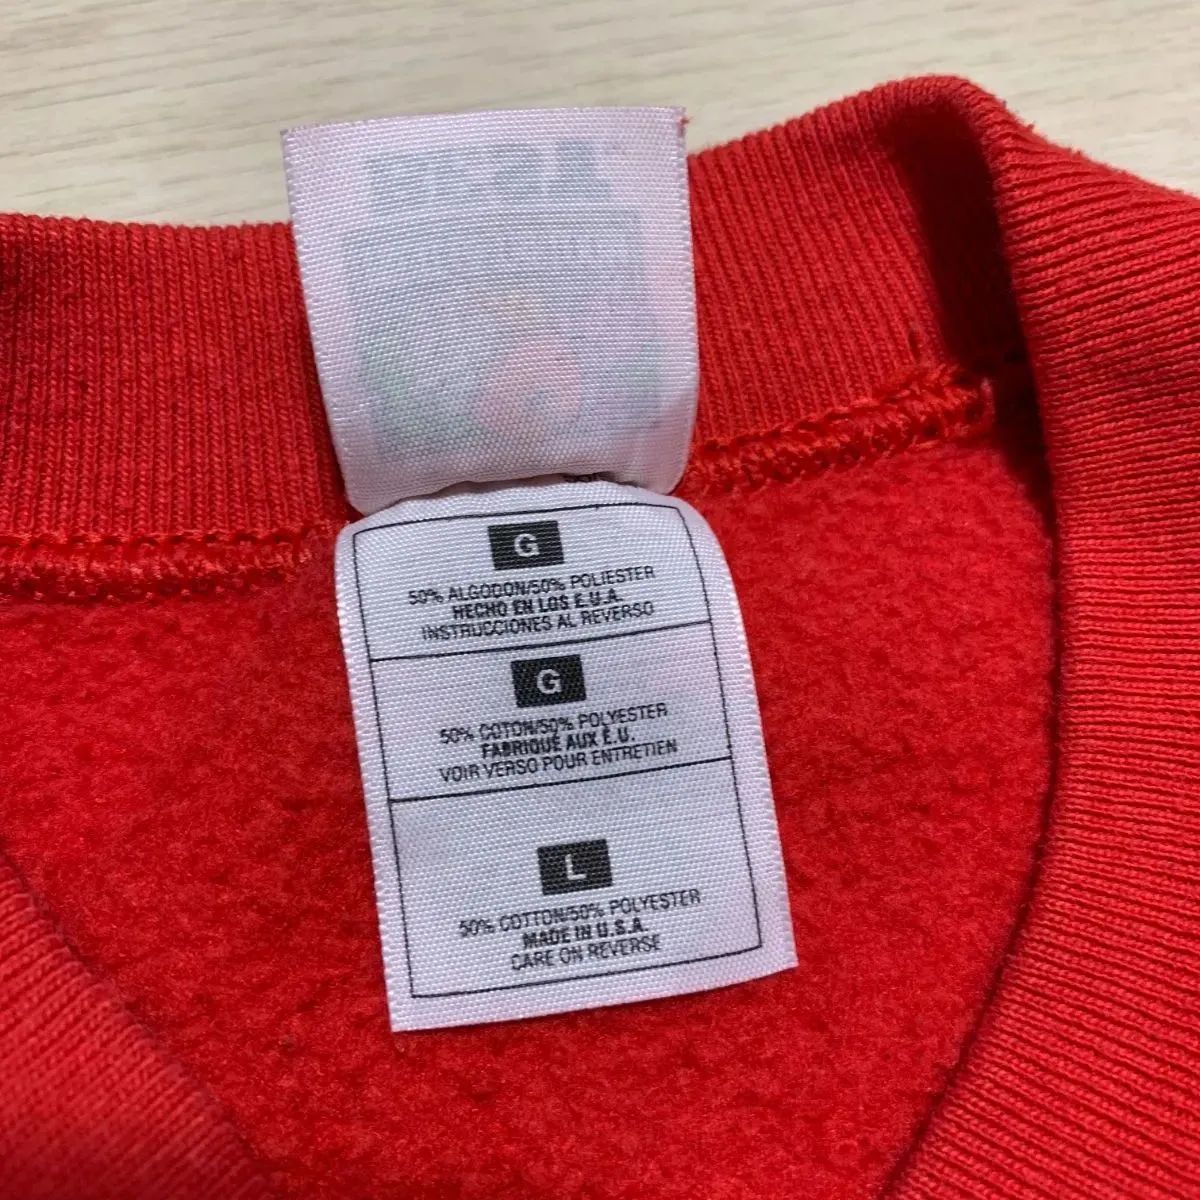 G
50% ALGODON/50% POLIESTER
HECHO EN LOS E.U.A.
INSTRUCCIONES AL REVERSO
G
50% COTON/50% POLYESTER
FABRIQUÉ AUX É.U.
VOIR VERSO POUR ENTRETIEN
L
50% COTTON/50% POLYESTER
MADE IN U.S.A.
CARE ON REVERSE